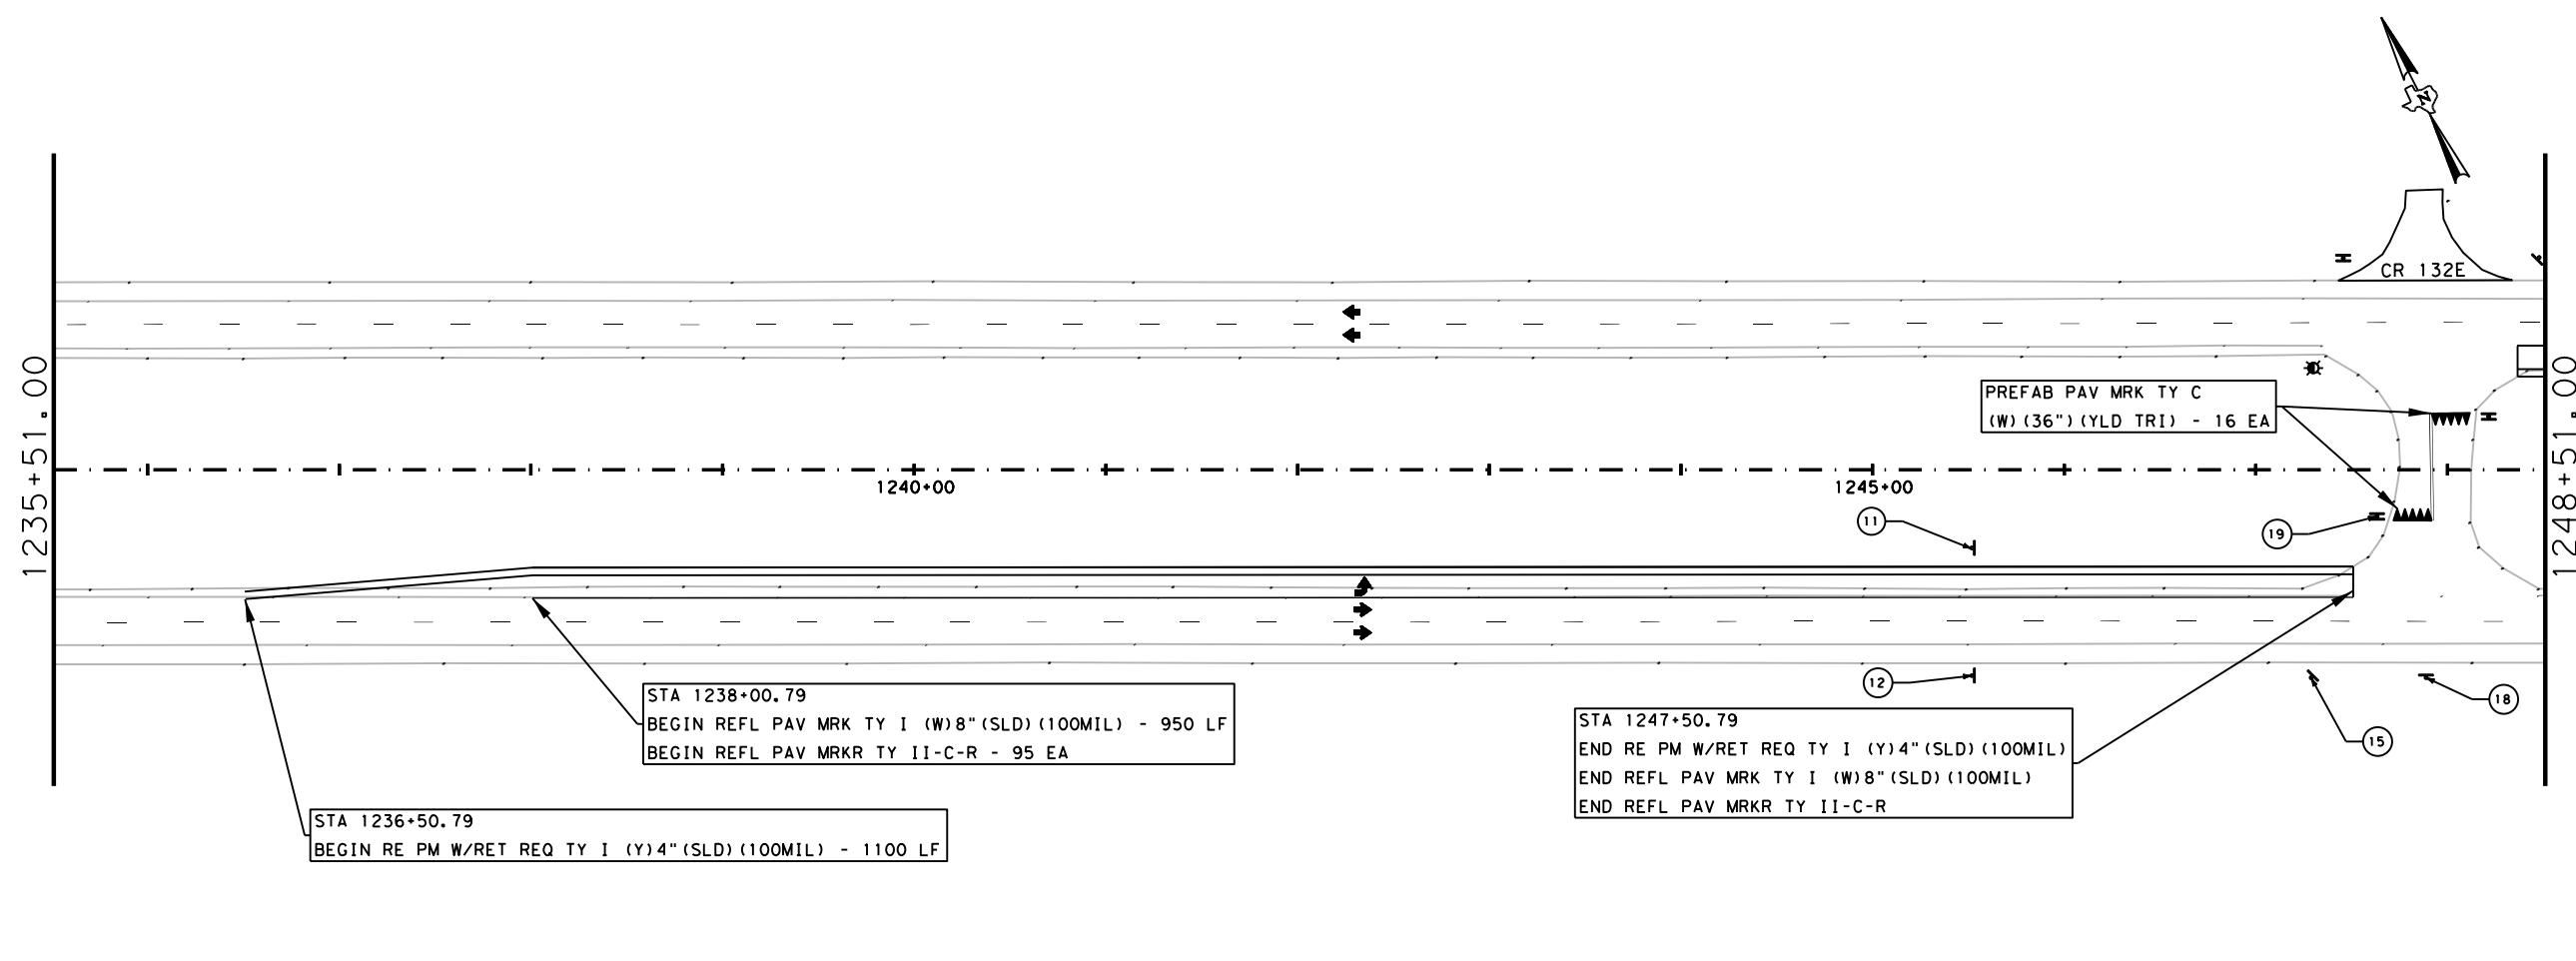 N
CR 132E
1235+51.00
1248+51.00
PREFAB PAV MRK TY C
(W)(36")(YLD TRI) - 16 EA
1240+00
1245+00
11
19
12
18
15
STA 1238+00.79
BEGIN REFL PAV MRK TY I (W)8"(SLD)(100MIL) - 950 LF
BEGIN REFL PAV MRKR TY II-C-R - 95 EA
STA 1247+50.79
END RE PM W/RET REQ TY I (Y)4"(SLD)(100MIL)
END REFL PAV MRK TY I (W)8"(SLD)(100MIL)
END REFL PAV MRKR TY II-C-R
STA 1236+50.79
BEGIN RE PM W/RET REQ TY I (Y)4"(SLD)(100MIL) - 1100 LF